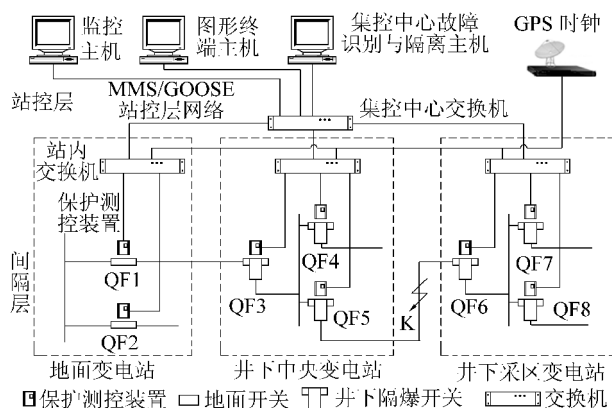 监控
主机
图形终
端主机
集控中心故障
识别与隔离主机
GPS 时钟
MMS/GOOSE
站控层
站控层网络
集控中心交换机
站内
交换机
保护测
控装置
间隔层
QF1
QF2
QF3
QF4
QF5
K
QF6
QF7
QF8
地面变电站
井下中央变电站
井下采区变电站
保护测控装置 地面开关 井下隔爆开关 交换机